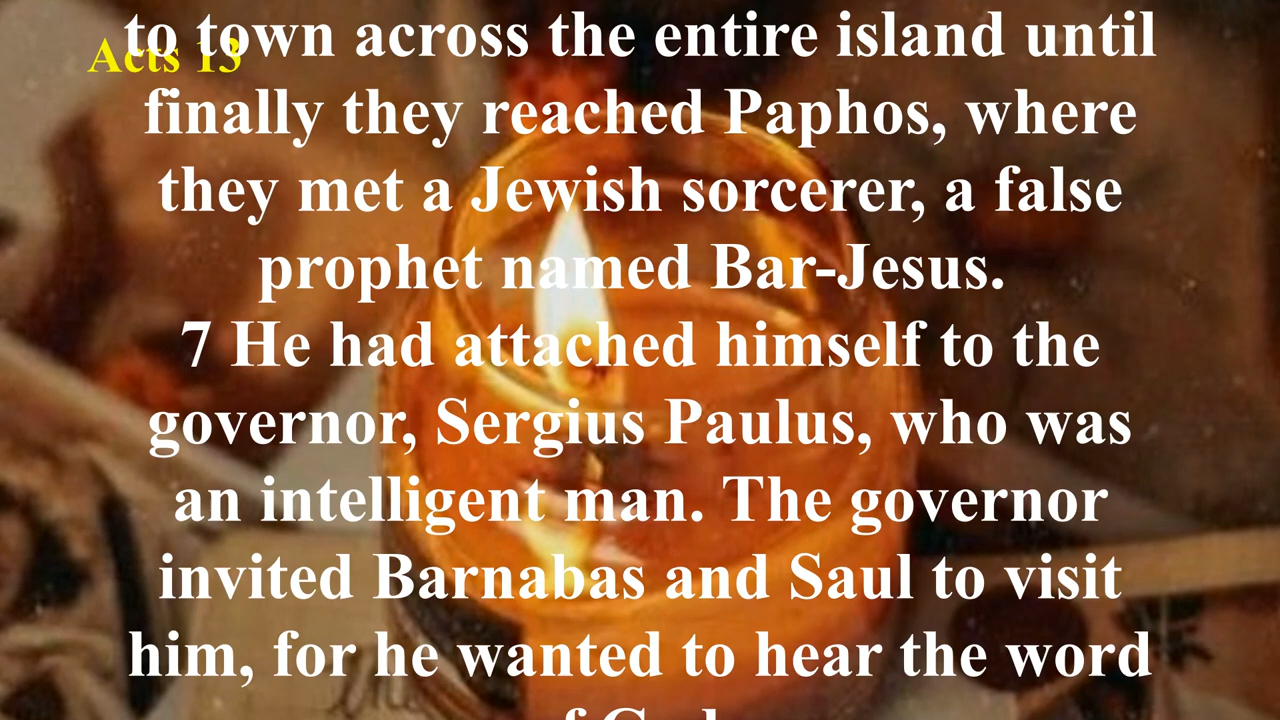 Acts 13
to town across the entire island until
finally they reached Paphos, where
they met a Jewish sorcerer, a false
prophet named Bar-Jesus.
7 He had attached himself to the
governor, Sergius Paulus, who was
an intelligent man. The governor
invited Barnabas and Saul to visit
him, for he wanted to hear the word